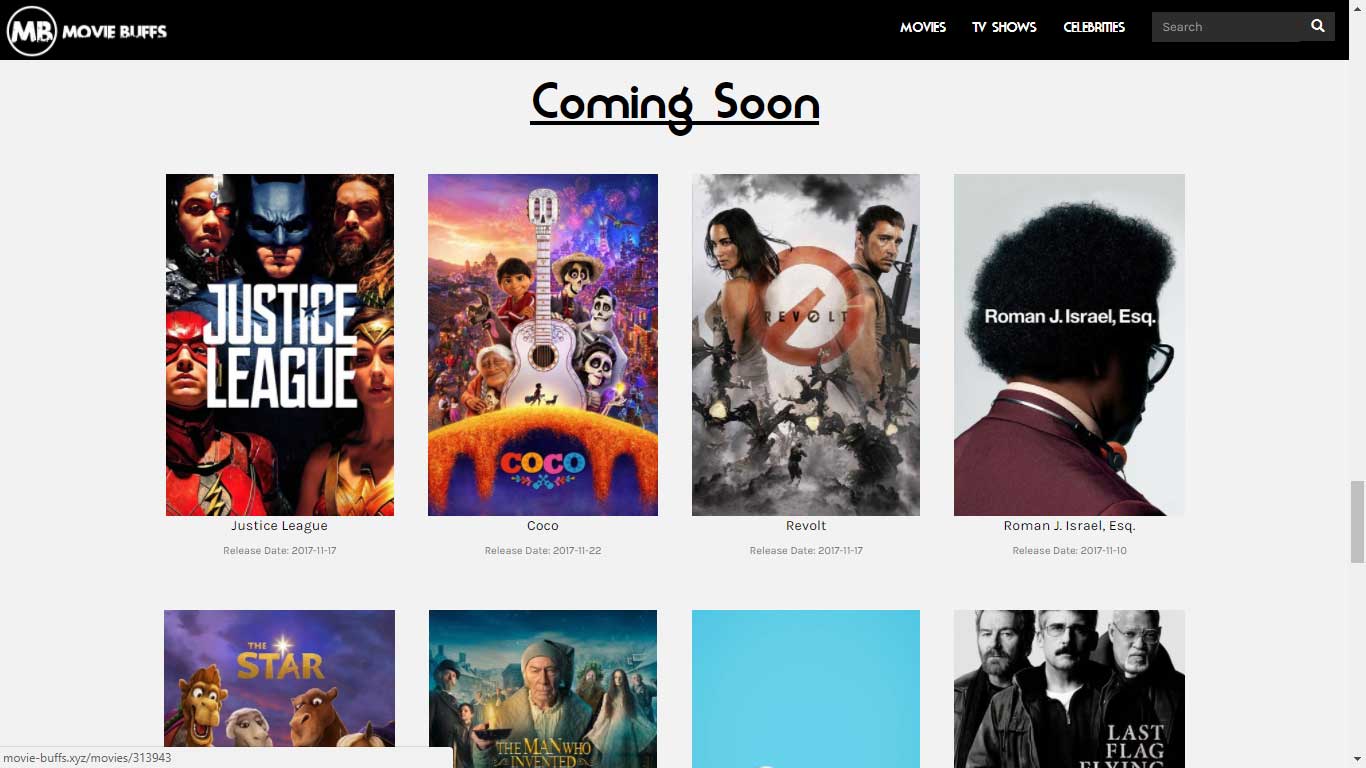 MB MOVIE BUFFS
MOVIES TV SHOWS CELEBRITIES Search
Coming Soon
JUSTICE
LEAGUE
COCO
REVOLT
Roman J. Israel, Esq.
Justice League
Release Date: 2017-11-17
Coco
Release Date: 2017-11-22
Revolt
Release Date: 2017-11-17
Roman J. Israel, Esq.
Release Date: 2017-11-10
THE
STAR
THE MAN WHO
INVENTED
LAST
FLAG
FLYING
movie-buffs.xyz/movies/313943